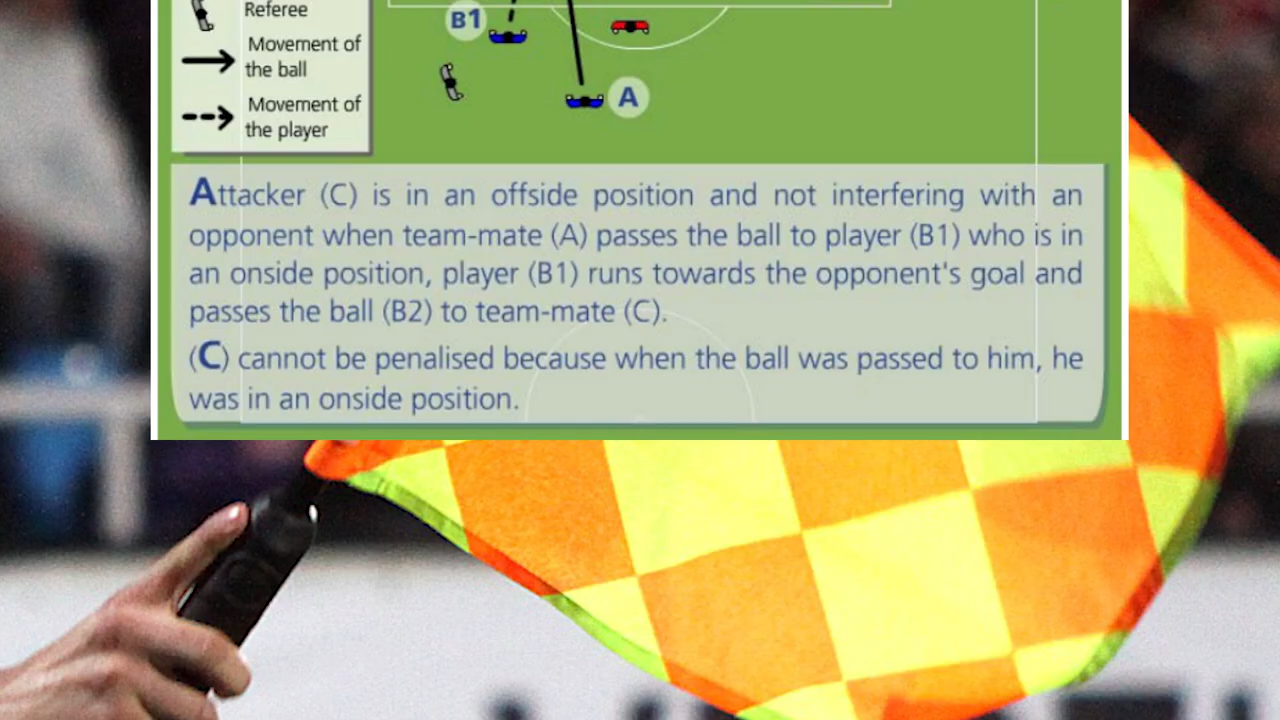 Referee
B1
Movement of
the ball
A
Movement of
the player
Attacker (C) is in an offside position and not interfering with an
opponent when team-mate (A) passes the ball to player (B1) who is in
an onside position, player (B1) runs towards the opponent's goal and
passes the ball (B2) to team-mate (C).
(C) cannot be penalised because when the ball was passed to him, he
was in an onside position.